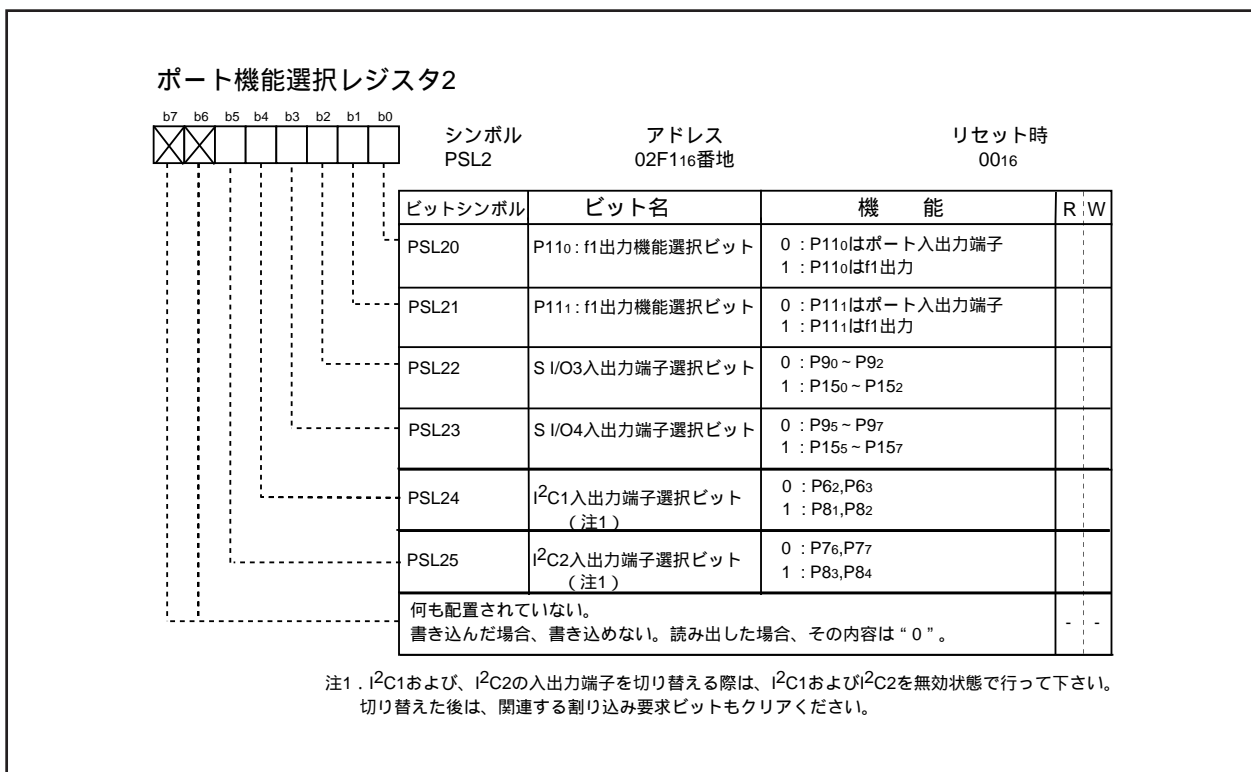 ポート機能選択レジスタ2
b7 b6 b5 b4 b3 b2 b1 b0
シンボル アドレス リセット時
PSL2 02F116番地 0016
ビットシンボル ビット名 機 能 R W
PSL20 P110 : f1出力機能選択ビット 0 : P110はポート入出力端子
1 : P110はf1出力
PSL21 P111 : f1出力機能選択ビット 0 : P111はポート入出力端子
1 : P111はf1出力
PSL22 S I/O3入出力端子選択ビット 0 : P90 ~ P92
1 : P150 ~ P152
PSL23 S I/O4入出力端子選択ビット 0 : P95 ~ P97
1 : P155 ~ P157
PSL24 I2C1入出力端子選択ビット 0 : P62,P63
(注1) 1 : P81,P82
PSL25 I2C2入出力端子選択ビット 0 : P76,P77
(注1) 1 : P83,P84
何も配置されていない。
書き込んだ場合、書き込めない。読み出した場合、その内容は“0”。 - -
注1．I2C1および、I2C2の入出力端子を切り替える際は、I2C1およびI2C2を無効状態で行って下さい。
切り替えた後は、関連する割り込み要求ビットもクリアください。